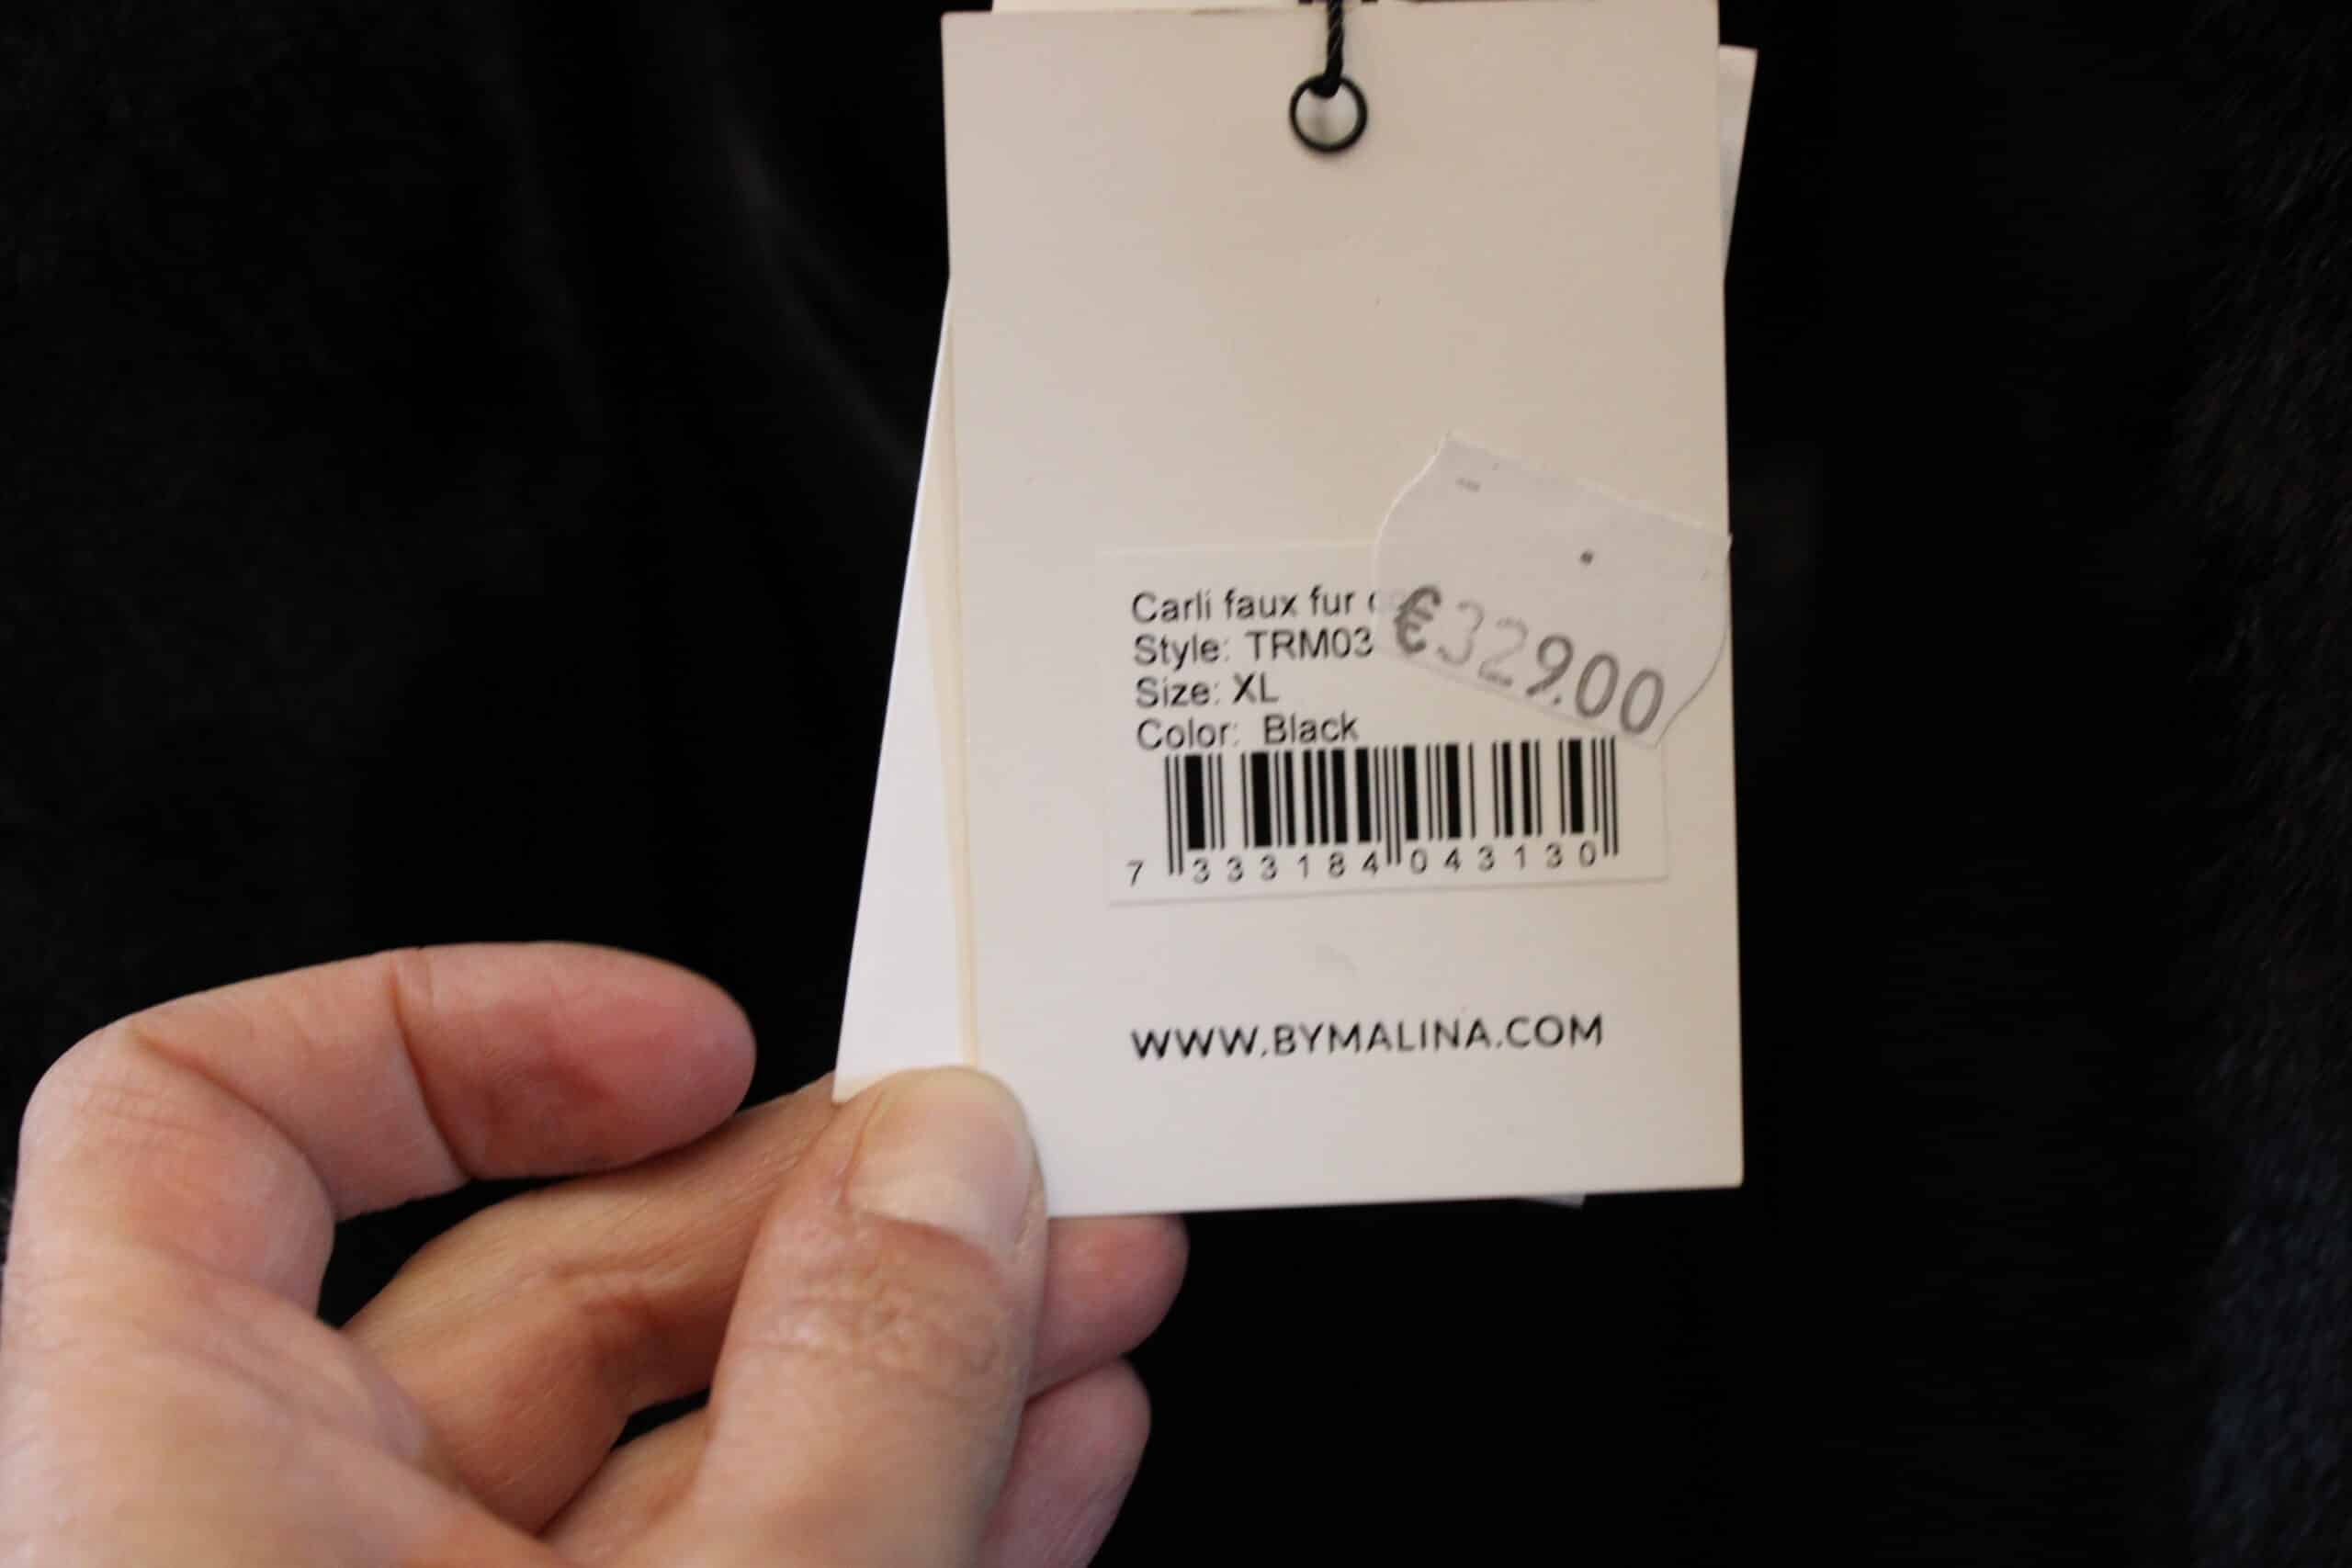 Carli faux fur
Style: TRM03
Size: XL
Color: Black
€329.00
7 333184 043130
WWW.BYMALINA.COM